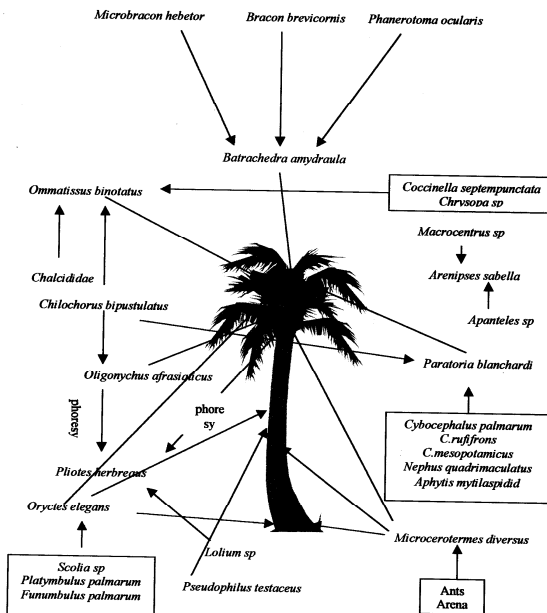 Microbracon hebetor
Bracon brevicornis
Phanerotoma ocularis
Batrachedra amydraula
Ommatissus binotatus
Coccinella septempunctata
Chrysopa sp
Macrocentrus sp
Chalcididae
Arenipses sabella
Chilochorus bipustulatus
Apanteles sp
Paratoria blanchardi
Oligonychus afrasiaticus
phoresy
phore
sy
Cybocephalus palmarum
C.rufifrons
C.mesopotamicus
Nephus quadrimaculatus
Aphytis mytilaspidid
Pliotes herbreaus
Oryctes elegans
Microcerotermes diversus
Lolium sp
Scolia sp
Platymbulus palmarum
Funumbulus palmarum
Pseudophilus testaceus
Ants
Arena